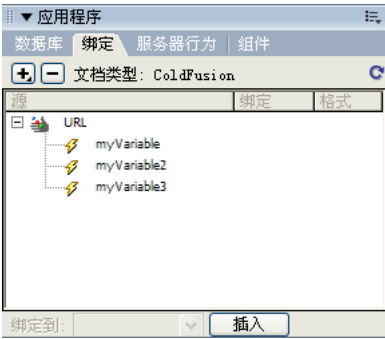 应用程序
数据库 绑定 服务器行为 组件
文档类型: ColdFusion
源 绑定 格式
URL
myVariable
myVariable2
myVariable3
绑定到: 插入